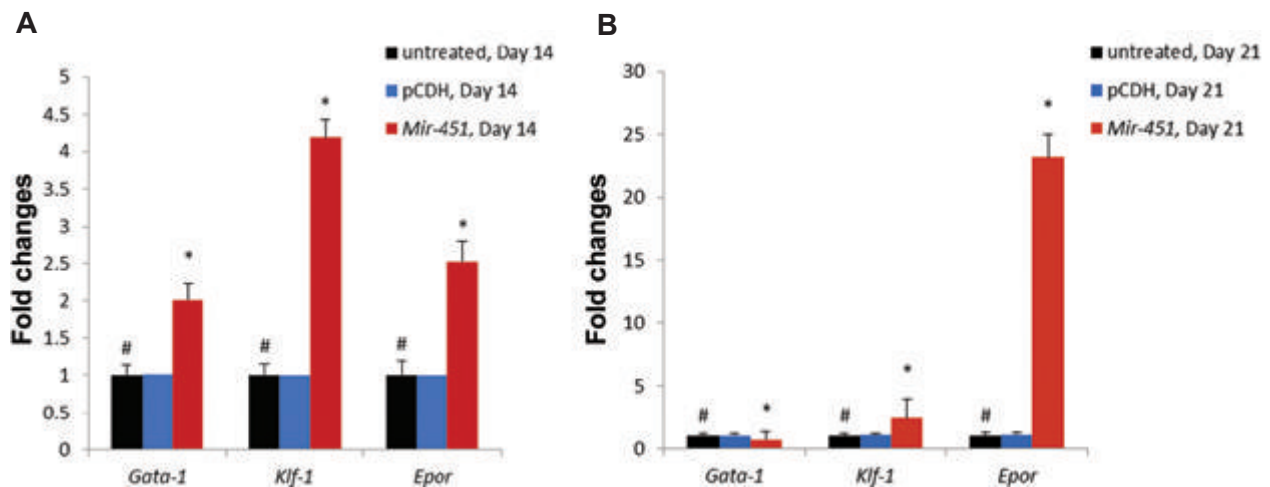 A
untreated, Day 14
pCDH, Day 14
Mir-451, Day 14
Fold changes
5
4.5
4
3.5
3
2.5
2
1.5
1
0.5
0
#
*
#
*
#
*
Gata-1
Klf-1
Epor
B
untreated, Day 21
pCDH, Day 21
Mir-451, Day 21
Fold changes
30
25
20
15
10
5
0
#
*
#
*
#
*
Gata-1
Klf-1
Epor